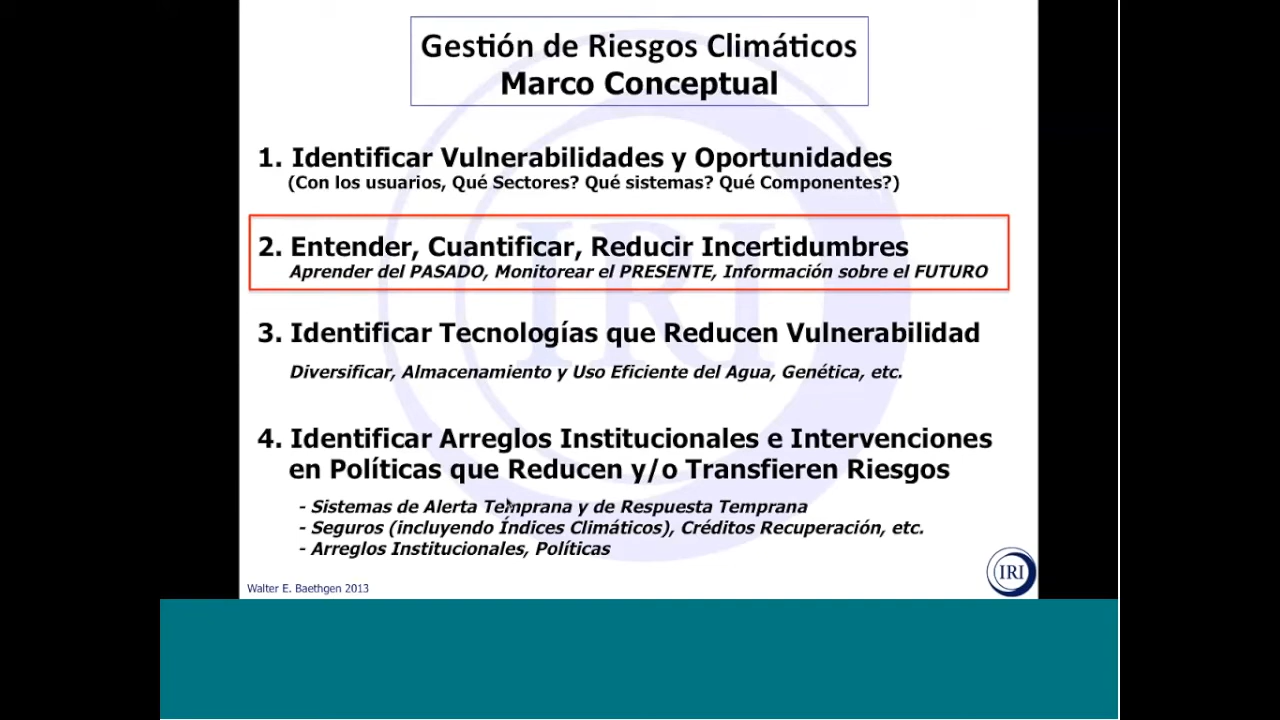 Gestión de Riesgos Climáticos
Marco Conceptual
1. Identificar Vulnerabilidades y Oportunidades
(Con los usuarios, Qué Sectores? Qué sistemas? Qué Componentes?)
2. Entender, Cuantificar, Reducir Incertidumbres
Aprender del PASADO, Monitorear el PRESENTE, Información sobre el FUTURO
3. Identificar Tecnologías que Reducen Vulnerabilidad
Diversificar, Almacenamiento y Uso Eficiente del Agua, Genética, etc.
4. Identificar Arreglos Institucionales e Intervenciones
en Políticas que Reducen y/o Transfieren Riesgos
- Sistemas de Alerta Temprana y de Respuesta Temprana
- Seguros (incluyendo Índices Climáticos), Créditos Recuperación, etc.
- Arreglos Institucionales, Políticas
IRI
Walter E. Baethgen 2013
IRI